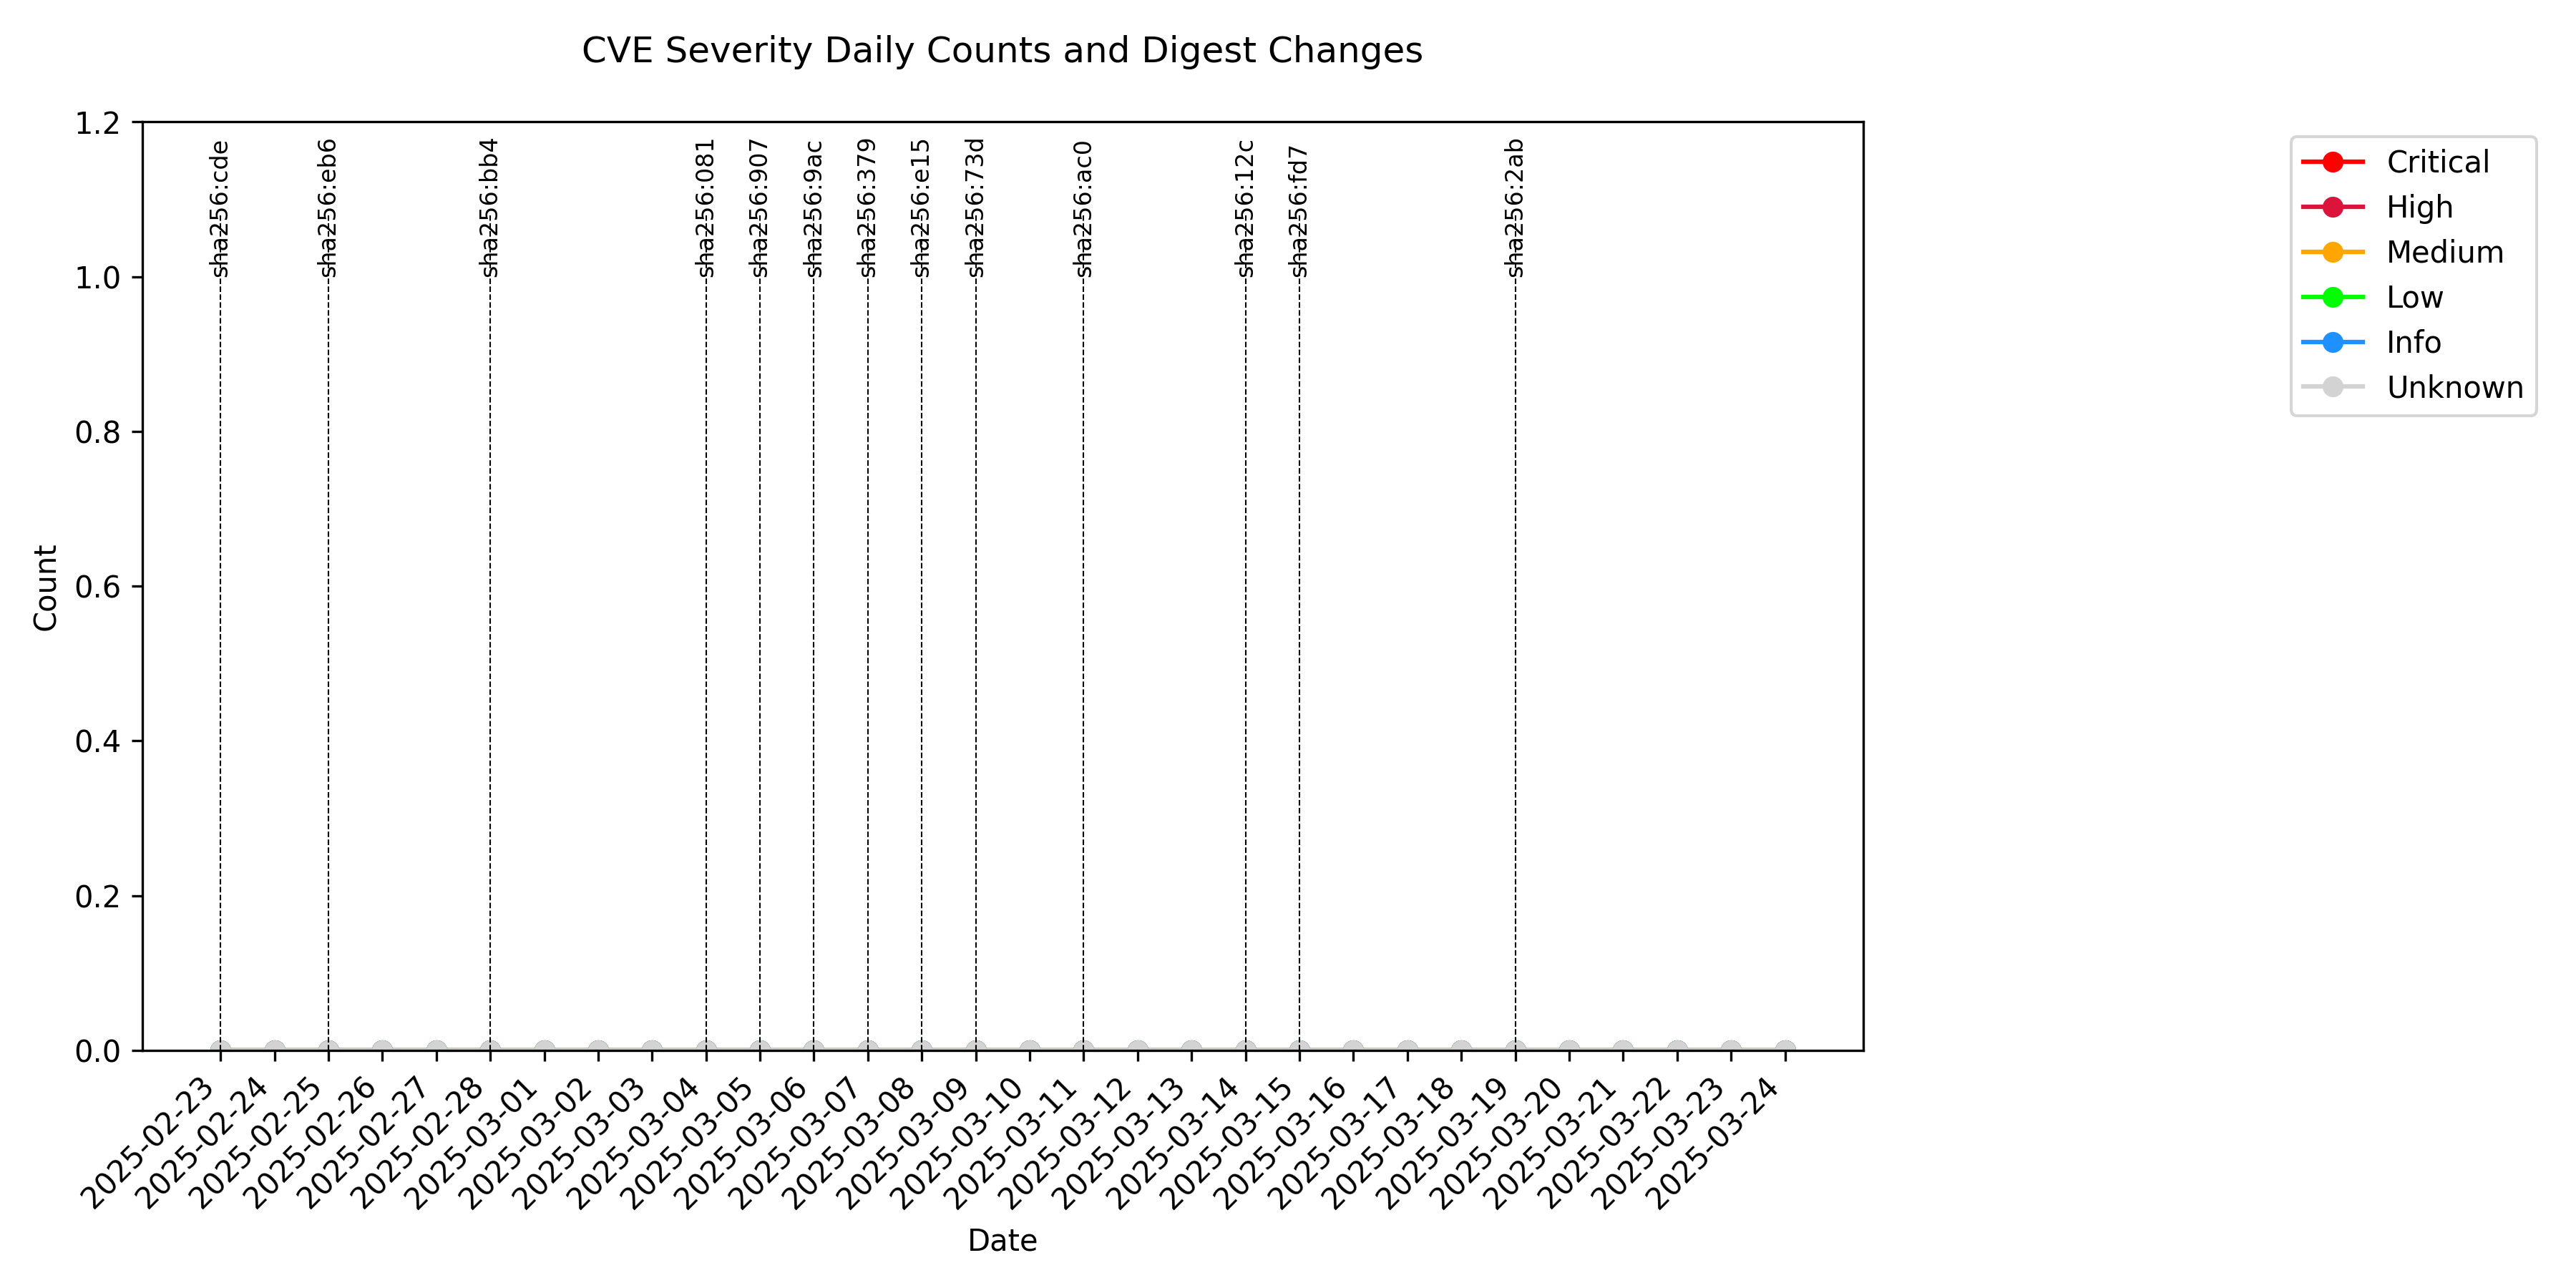 CVE Severity Daily Counts and Digest Changes
1.2
1.0
0.8
0.6
0.4
0.2
0.0
Count
sha256:cde
sha256:eb6
sha256:bb4
sha256:081
sha256:907
sha256:9ac
sha256:379
sha256:e15
sha256:73d
sha256:ac0
sha256:12c
sha256:fd7
sha256:2ab
2025-02-23
2025-02-24
2025-02-25
2025-02-26
2025-02-27
2025-02-28
2025-03-01
2025-03-02
2025-03-03
2025-03-04
2025-03-05
2025-03-06
2025-03-07
2025-03-08
2025-03-09
2025-03-10
2025-03-11
2025-03-12
2025-03-13
2025-03-14
2025-03-15
2025-03-16
2025-03-17
2025-03-18
2025-03-19
2025-03-20
2025-03-21
2025-03-22
2025-03-23
2025-03-24
Date
Critical
High
Medium
Low
Info
Unknown